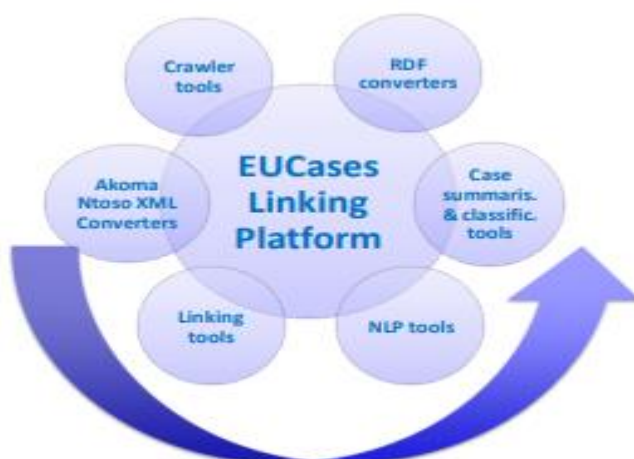 Crawler
tools
RDF
converters
EUCases
Linking
Platform
Akoma
Ntoso XML
Converters
Case
summaris.
& classific.
tools
Linking
tools
NLP tools